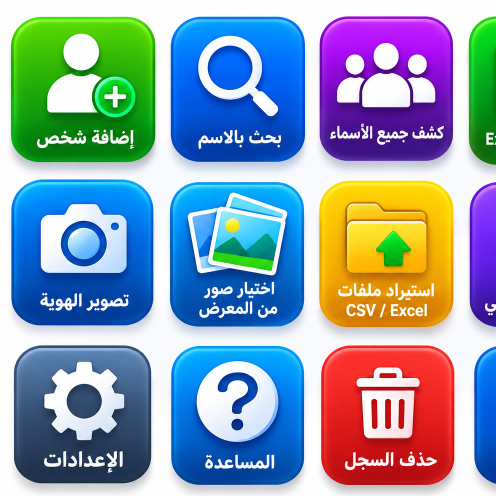 إضافة شخص
بحث بالاسم
كشف جميع الأسماء
تصوير الهوية
اختيار صور
من المعرض
استيراد ملفات
CSV / Excel
الإعدادات
المساعدة
حذف السجل